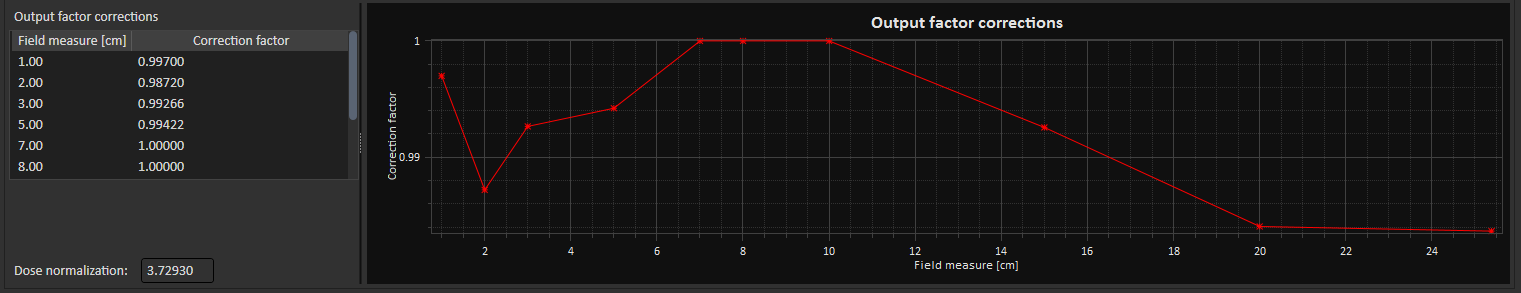 Output factor corrections
Field measure [cm] Correction factor
1.00 0.99700
2.00 0.98720
3.00 0.99266
5.00 0.99422
7.00 1.00000
8.00 1.00000
Dose normalization: 3.72930
Output factor corrections
Correction factor
1
0.99
2 4 6 8 10 12 14 16 18 20 22 24
Field measure [cm]